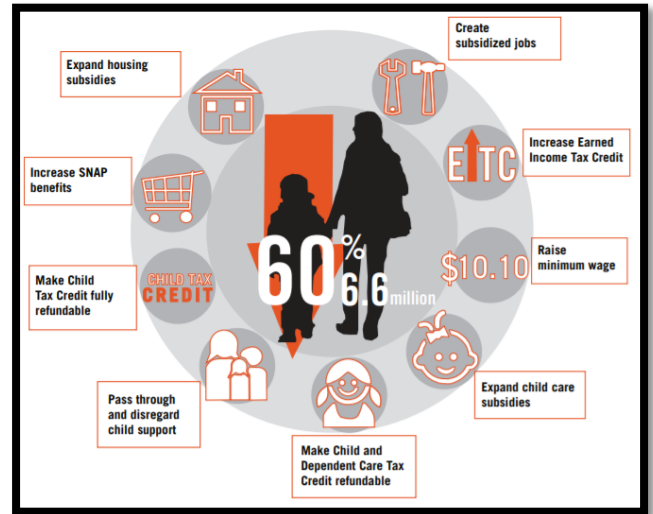 Create
subsidized jobs
Expand housing
subsidies
Increase Earned
Income Tax Credit
EITC
Increase SNAP
benefits
60%
6.6 million
Raise
minimum wage
$10.10
Make Child
Tax Credit fully
refundable
CHILD TAX
CREDIT
Expand child care
subsidies
Pass through
and disregard
child support
Make Child and
Dependent Care Tax
Credit refundable